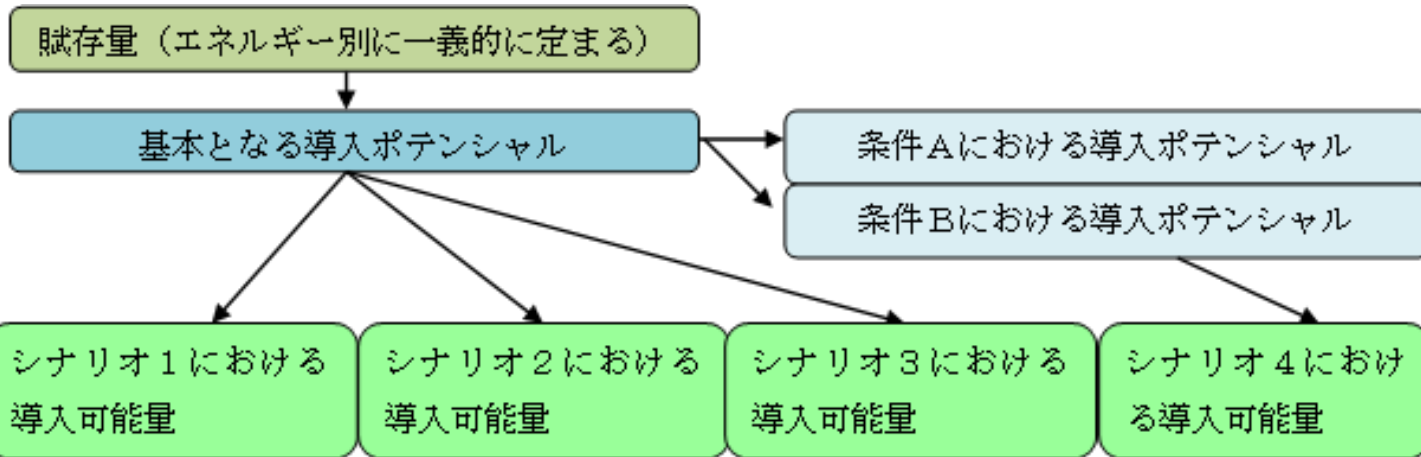 賦存量（エネルギー別に一義的に定まる）
基本となる導入ポテンシャル
条件Ａにおける導入ポテンシャル
条件Ｂにおける導入ポテンシャル
シナリオ１における
導入可能量
シナリオ２における
導入可能量
シナリオ３における
導入可能量
シナリオ４におけ
る導入可能量